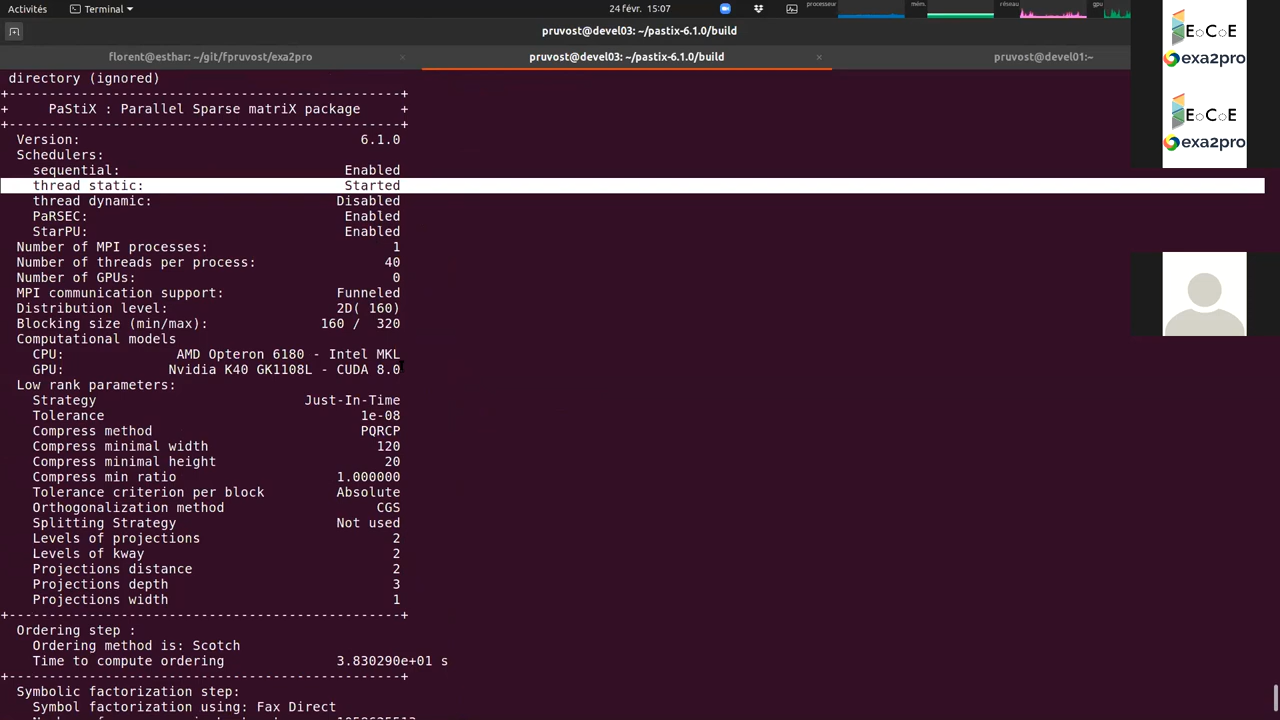 Activités Terminal 24 févr. 15:07 processeur mém. réseau gpu
pruvost@devel03: ~/pastix-6.1.0/build
florent@esthar: ~/git/fpruvost/exa2pro × pruvost@devel03: ~/pastix-6.1.0/build × pruvost@devel01:~
directory (ignored)
+-------------------------------------------------+
+ PaStiX : Parallel Sparse matriX package +
+-------------------------------------------------+
Version: 6.1.0
Schedulers:
sequential: Enabled
thread static: Started
thread dynamic: Disabled
PaRSEC: Enabled
StarPU: Enabled
Number of MPI processes: 1
Number of threads per process: 40
Number of GPUs: 0
MPI communication support: Funneled
Distribution level: 2D( 160)
Blocking size (min/max): 160 / 320
Computational models
CPU: AMD Opteron 6180 - Intel MKL
GPU: Nvidia K40 GK1108L - CUDA 8.0
Low rank parameters:
Strategy Just-In-Time
Tolerance 1e-08
Compress method PQRCP
Compress minimal width 120
Compress minimal height 20
Compress min ratio 1.000000
Tolerance criterion per block Absolute
Orthogonalization method CGS
Splitting Strategy Not used
Levels of projections 2
Levels of kway 2
Projections distance 2
Projections depth 3
Projections width 1
+-------------------------------------------------+
Ordering step :
Ordering method is: Scotch
Time to compute ordering 3.830290e+01 s
+-------------------------------------------------+
Symbolic factorization step:
Symbol factorization using: Fax Direct
EoCoE
exa2pro
EoCoE
exa2pro